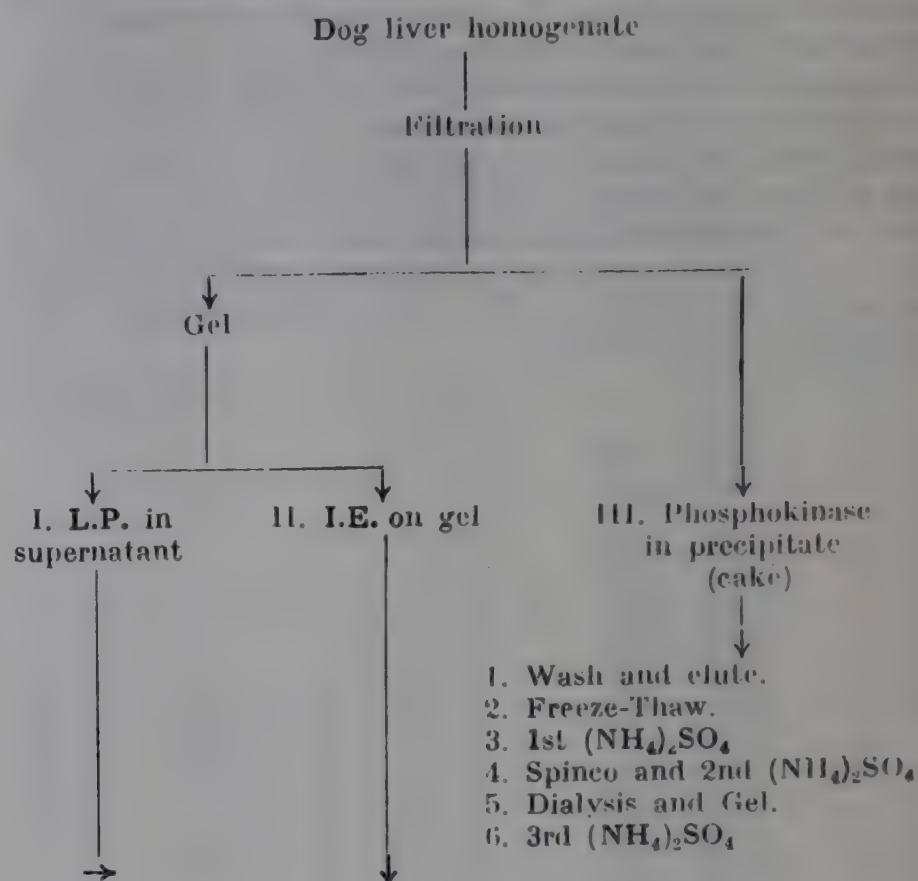 Dog liver homogenate
Filtration
Gel
I. L.P. in
supernatant
II. I.E. on gel
III. Phosphokinase
in precipitate
(cake)
1. Wash and elute.
2. Freeze-Thaw.
3. 1st (NH₄)₂SO₄
4. Spinco and 2nd (NH₄)₂SO₄
5. Dialysis and Gel.
6. 3rd (NH₄)₂SO₄